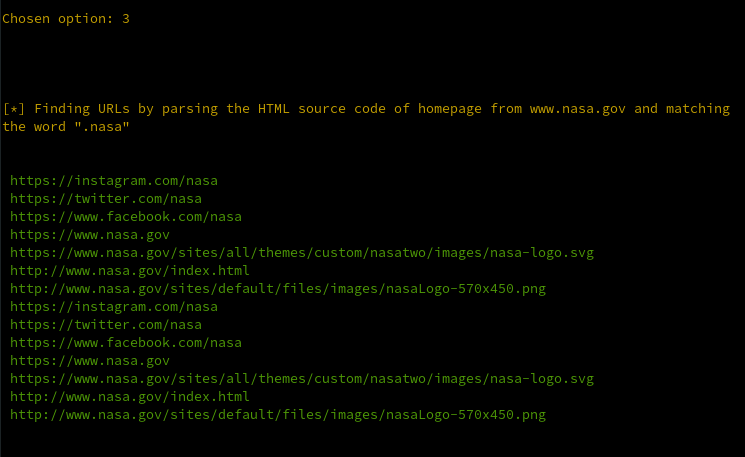 Chosen option: 3
[*] Finding URLs by parsing the HTML source code of homepage from www.nasa.gov and matching
the word ".nasa"
https://instagram.com/nasa
https://twitter.com/nasa
https://www.facebook.com/nasa
https://www.nasa.gov
https://www.nasa.gov/sites/all/themes/custom/nasatwo/images/nasa-logo.svg
http://www.nasa.gov/index.html
http://www.nasa.gov/sites/default/files/images/nasaLogo-570x450.png
https://instagram.com/nasa
https://twitter.com/nasa
https://www.facebook.com/nasa
https://www.nasa.gov
https://www.nasa.gov/sites/all/themes/custom/nasatwo/images/nasa-logo.svg
http://www.nasa.gov/index.html
http://www.nasa.gov/sites/default/files/images/nasaLogo-570x450.png